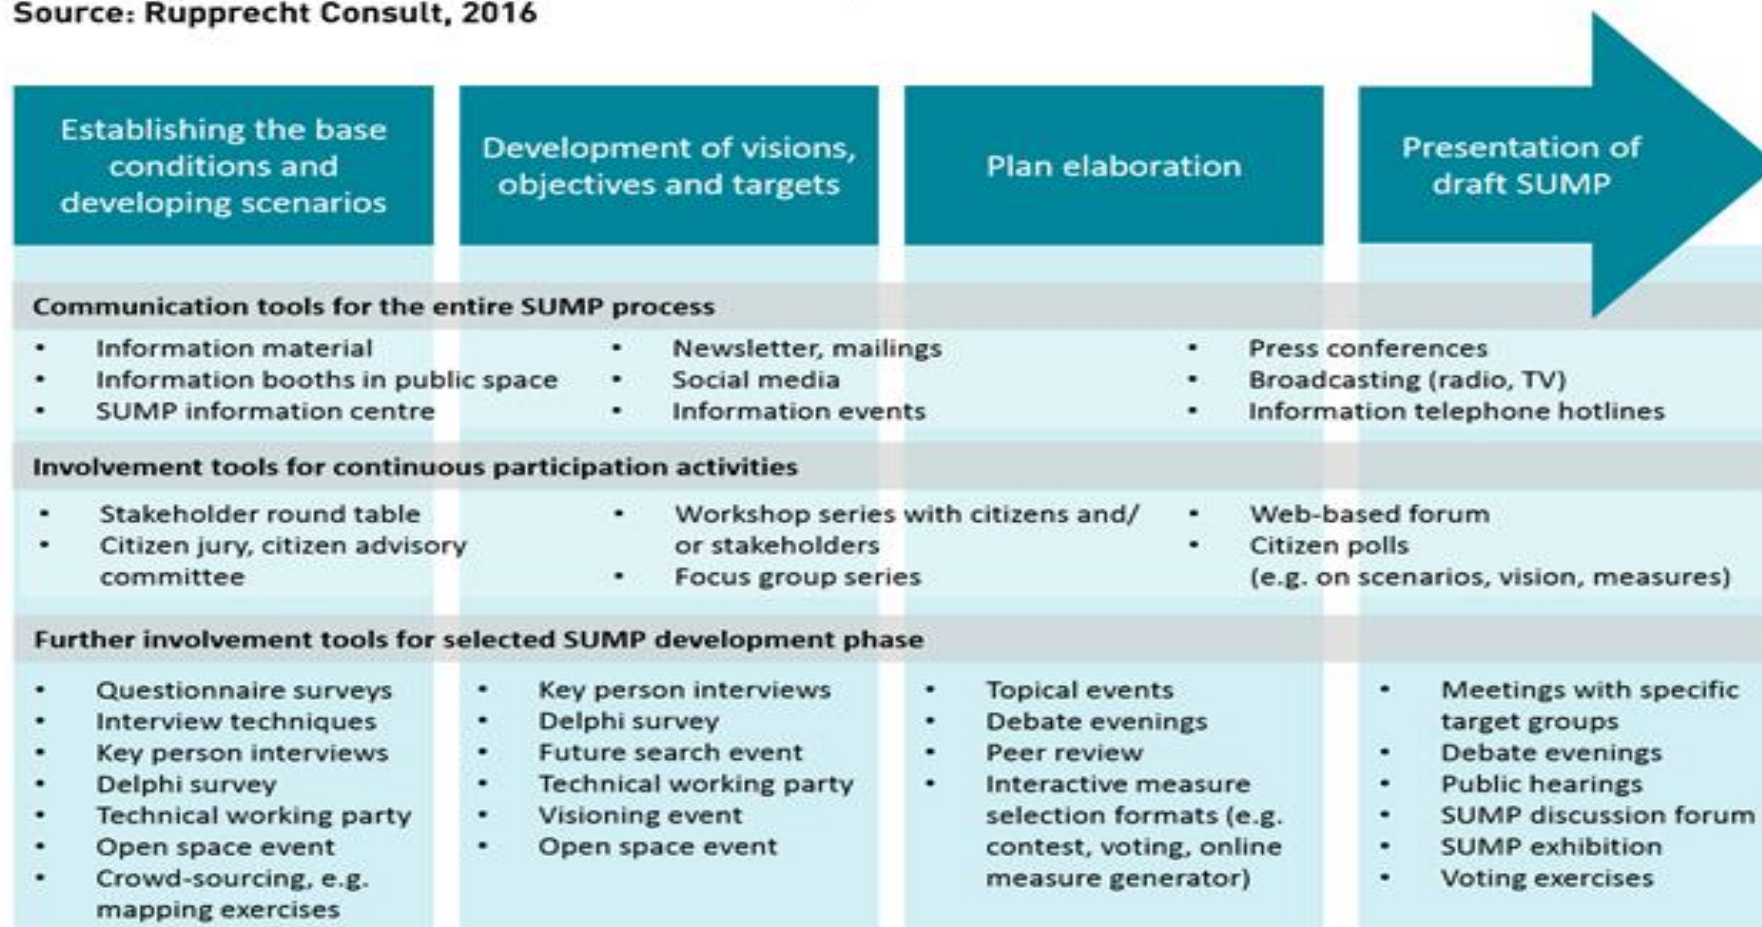 Source: Rupprecht Consult, 2016
Establishing the base
conditions and
developing scenarios
Development of visions,
objectives and targets
Plan elaboration
Presentation of
draft SUMP
Communication tools for the entire SUMP process
• Information material
• Information booths in public space
• SUMP information centre
• Newsletter, mailings
• Social media
• Information events
• Press conferences
• Broadcasting (radio, TV)
• Information telephone hotlines
Involvement tools for continuous participation activities
• Stakeholder round table
• Citizen jury, citizen advisory
committee
• Workshop series with citizens and/
or stakeholders
• Focus group series
• Web-based forum
• Citizen polls
(e.g. on scenarios, vision, measures)
Further involvement tools for selected SUMP development phase
• Questionnaire surveys
• Interview techniques
• Key person interviews
• Delphi survey
• Technical working party
• Open space event
• Crowd-sourcing, e.g.
mapping exercises
• Key person interviews
• Delphi survey
• Future search event
• Technical working party
• Visioning event
• Open space event
• Topical events
• Debate evenings
• Peer review
• Interactive measure
selection formats (e.g.
contest, voting, online
measure generator)
• Meetings with specific
target groups
• Debate evenings
• Public hearings
• SUMP discussion forum
• SUMP exhibition
• Voting exercises